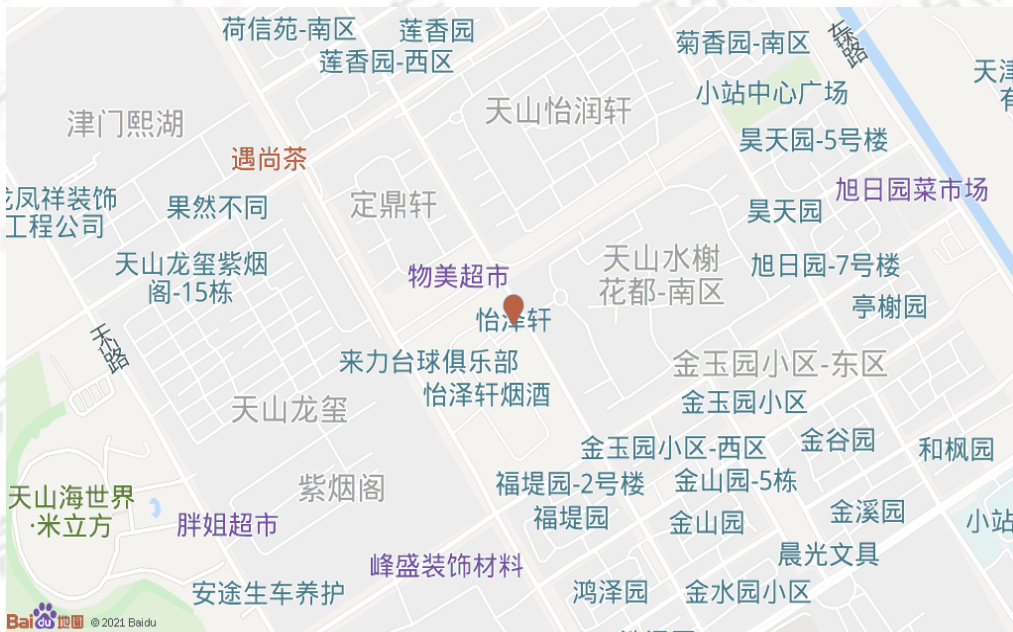 荷信苑-南区
莲香园
莲香园-西区
菊香园-南区
东路
天津
小站中心广场
有
天山怡润轩
津门熙湖
昊天园-5号楼
遇尚茶
旭日园菜市场
龙凤祥装饰
工程公司
果然不同
定鼎轩
昊天园
天山龙玺紫烟
阁-15栋
物美超市
天山水榭
花都-南区
旭日园-7号楼
亭榭园
怡泽轩
路
来力台球俱乐部
金玉园小区-东区
怡泽轩烟酒
金玉园小区
天山龙玺
金玉园小区-西区
金谷园
和枫园
紫烟阁
福堤园-2号楼
金山园-5栋
天山海世界
·米立方
胖姐超市
福堤园
金山园
金溪园
小站
峰盛装饰材料
晨光文具
安途生车养护
鸿泽园
金水园小区
Bai du 地图
© 2021 Baidu